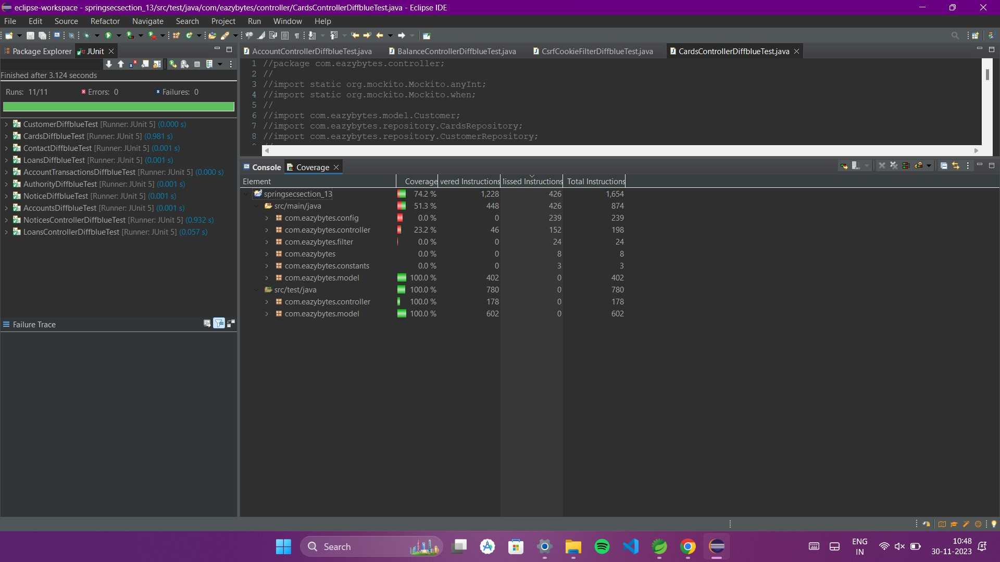 eclipse-workspace - springsecsection_13/src/test/java/com/eazybytes/controller/CardsControllerDiffblueTest.java - Eclipse IDE
File Edit Source Refactor Navigate Search Project Run Window Help
Package Explorer JUnit
Finished after 3.124 seconds
Runs: 11/11 Errors: 0 Failures: 0
CustomerDiffblueTest [Runner: JUnit 5] (0.000 s)
CardsDiffblueTest [Runner: JUnit 5] (0.981 s)
ContactDiffblueTest [Runner: JUnit 5] (0.001 s)
LoansDiffblueTest [Runner: JUnit 5] (0.001 s)
AccountTransactionsDiffblueTest [Runner: JUnit 5] (0.000 s)
AuthorityDiffblueTest [Runner: JUnit 5] (0.001 s)
NoticeDiffblueTest [Runner: JUnit 5] (0.001 s)
AccountsDiffblueTest [Runner: JUnit 5] (0.001 s)
NoticesControllerDiffblueTest [Runner: JUnit 5] (0.932 s)
LoansControllerDiffblueTest [Runner: JUnit 5] (0.057 s)
Failure Trace
AccountControllerDiffblueTest.java BalanceControllerDiffblueTest.java CsrfCookieFilterDiffblueTest.java CardsControllerDiffblueTest.java
1 //package com.eazybytes.controller;
2 //
3 //import static org.mockito.Mockito.anyInt;
4 //import static org.mockito.Mockito.when;
5 //
6 //import com.eazybytes.model.Customer;
7 //import com.eazybytes.repository.CardsRepository;
8 //import com.eazybytes.repository.CustomerRepository;
Console Coverage
Element Coverage vered Instructions lissed Instructions Total Instructions
springsecsection_13 74.2 % 1,228 426 1,654
src/main/java 51.3 % 448 426 874
com.eazybytes.config 0.0 % 0 239 239
com.eazybytes.controller 23.2 % 46 152 198
com.eazybytes.filter 0.0 % 0 24 24
com.eazybytes 0.0 % 0 8 8
com.eazybytes.constants 0.0 % 0 3 3
com.eazybytes.model 100.0 % 402 0 402
src/test/java 100.0 % 780 0 780
com.eazybytes.controller 100.0 % 178 0 178
com.eazybytes.model 100.0 % 602 0 602
Search
ENG
IN
10:48
30-11-2023